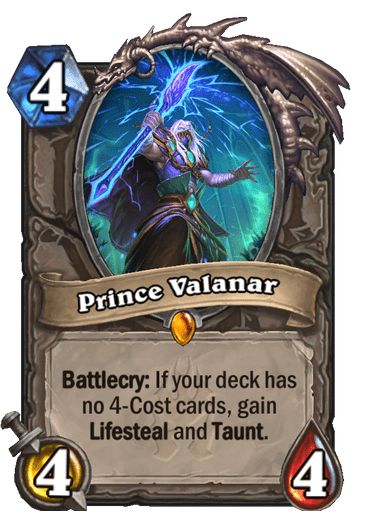 4
Prince Valanar
Battlecry: If your deck has
no 4-Cost cards, gain
Lifesteal and Taunt.
4
4